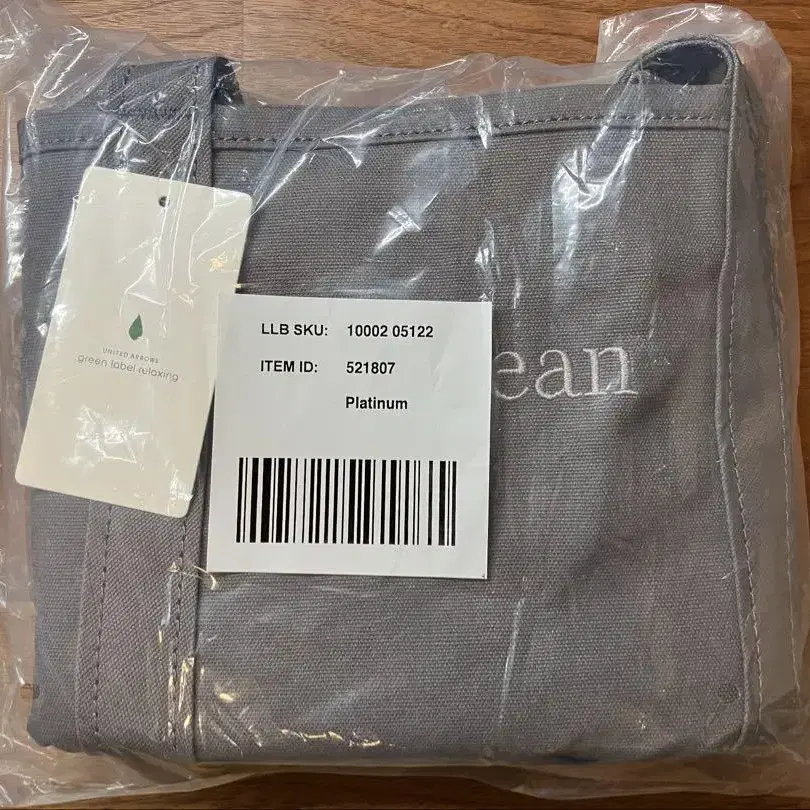 UNITED ARROWS
green label relaxing
LLB SKU: 10002 05122
ITEM ID: 521807
Platinum
ean